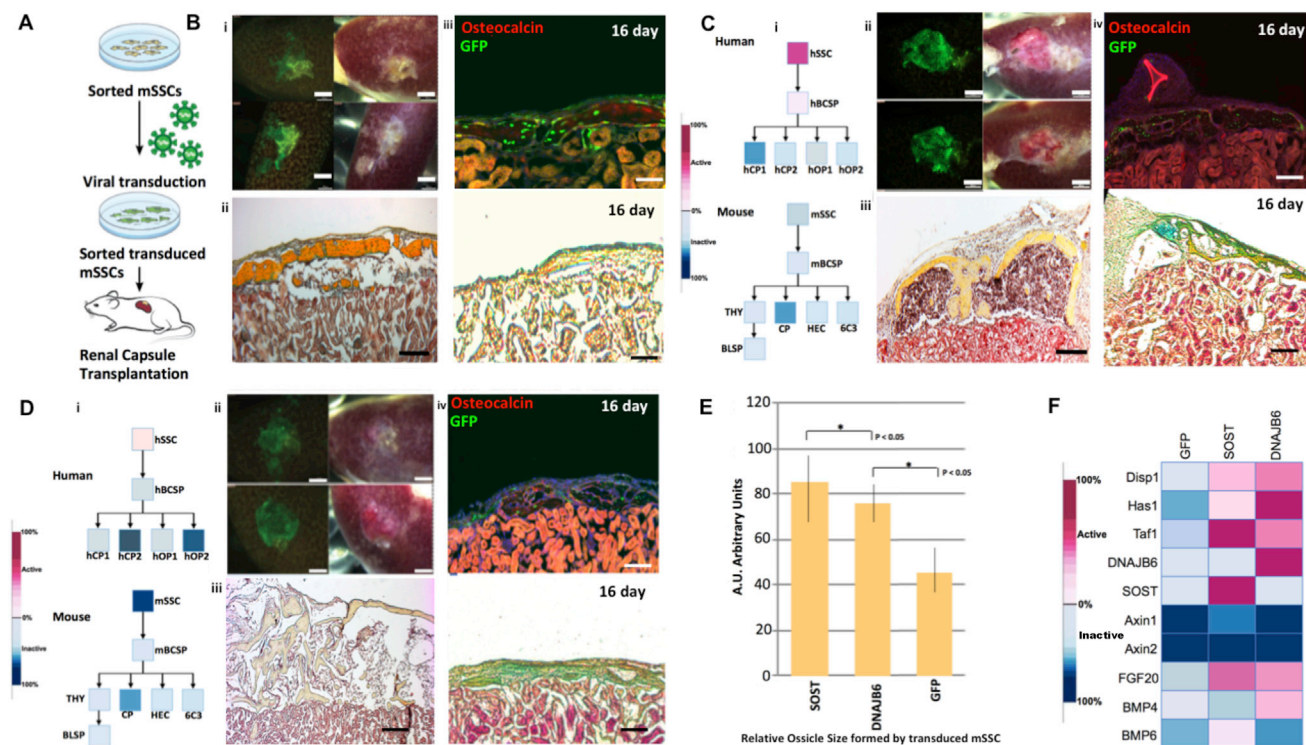 A
Sorted mSSCs
Viral transduction
Sorted transduced
mSSCs
Renal Capsule
Transplantation
B
i
iii
Osteocalcin
GFP
16 day
ii
16 day
C
i
Human
hSSC
hBCSP
hCP1 hCP2 hOP1 hOP2
Mouse
mSSC
mBCSP
THY CP HEC 6C3
BLSP
100%
Active
0%
Inactive
100%
ii
iii
iv
Osteocalcin
GFP
16 day
16 day
D
i
Human
hSSC
hBCSP
hCP1 hCP2 hOP1 hOP2
Mouse
mSSC
mBCSP
THY CP HEC 6C3
BLSP
100%
Active
0%
Inactive
100%
ii
iii
iv
Osteocalcin
GFP
16 day
16 day
E
120
100
80
60
40
20
0
A.U. Arbitrary Units
* P < 0.05
* P < 0.05
SOST DNAJB6 GFP
Relative Ossicle Size formed by transduced mSSC
F
GFP SOST DNAJB6
100%
Active
0%
Inactive
100%
Disp1
Has1
Taf1
DNAJB6
SOST
Axin1
Axin2
FGF20
BMP4
BMP6